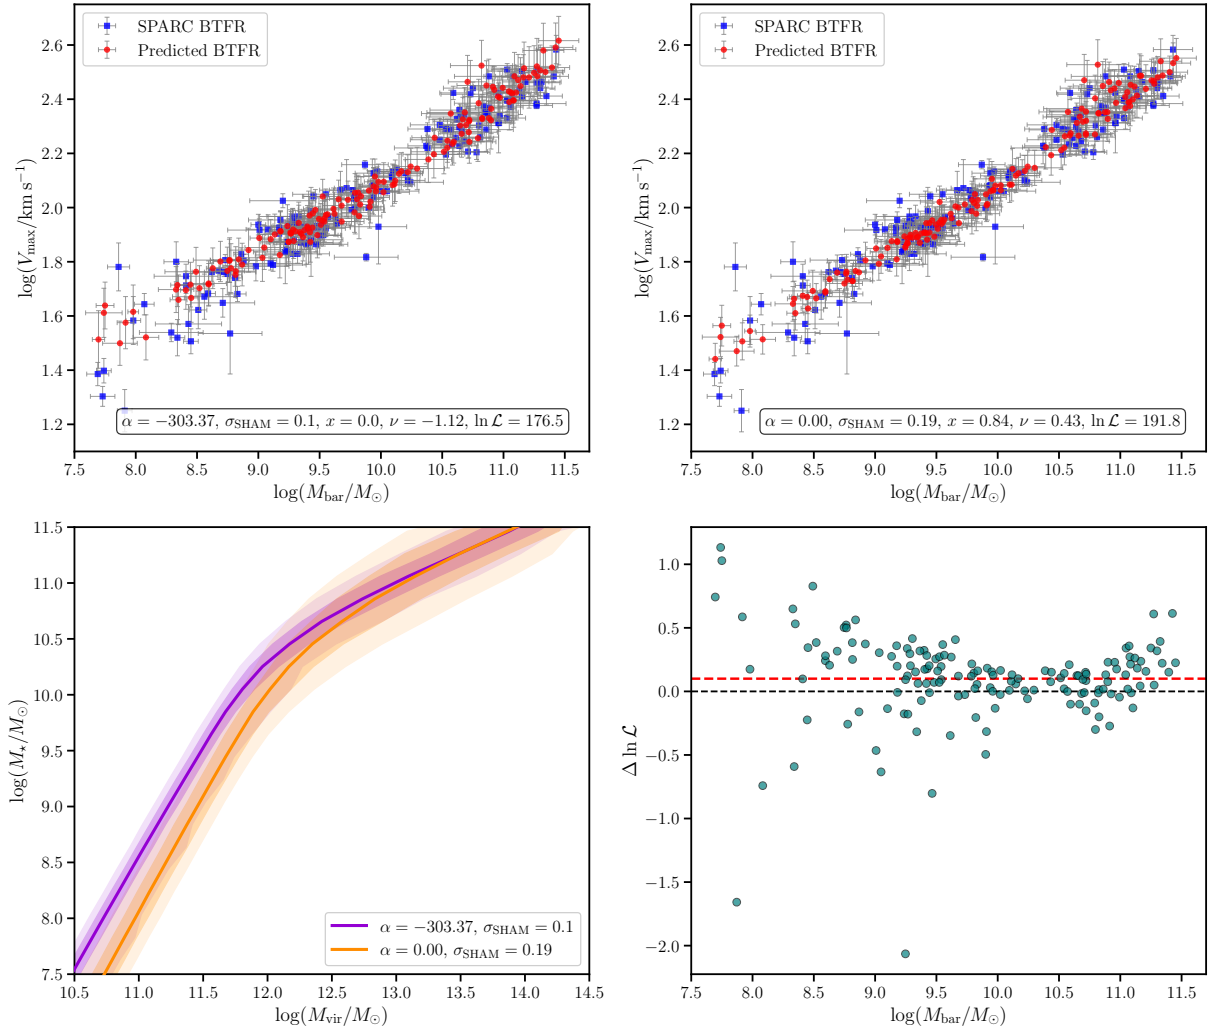 SPARC BTFR
Predicted BTFR
log(V_max/km s⁻¹)
2.6
2.4
2.2
2.0
1.8
1.6
1.4
1.2
α = −303.37, σ_SHAM = 0.1, x = 0.0, ν = −1.12, ln ℒ = 176.5
7.5 8.0 8.5 9.0 9.5 10.0 10.5 11.0 11.5
log(M_bar/M_⊙)
SPARC BTFR
Predicted BTFR
log(V_max/km s⁻¹)
2.6
2.4
2.2
2.0
1.8
1.6
1.4
1.2
α = 0.00, σ_SHAM = 0.19, x = 0.84, ν = 0.43, ln ℒ = 191.8
7.5 8.0 8.5 9.0 9.5 10.0 10.5 11.0 11.5
log(M_bar/M_⊙)
log(M_⋆/M_⊙)
11.5
11.0
10.5
10.0
9.5
9.0
8.5
8.0
7.5
α = −303.37, σ_SHAM = 0.1
α = 0.00, σ_SHAM = 0.19
10.5 11.0 11.5 12.0 12.5 13.0 13.5 14.0 14.5
log(M_vir/M_⊙)
Δ ln ℒ
1.0
0.5
0.0
−0.5
−1.0
−1.5
−2.0
7.5 8.0 8.5 9.0 9.5 10.0 10.5 11.0 11.5
log(M_bar/M_⊙)